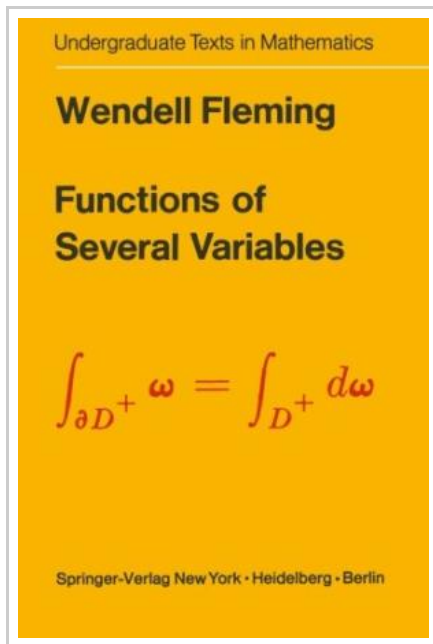 Undergraduate Texts in Mathematics
Wendell Fleming
Functions of
Several Variables
∫∂D⁺ ω = ∫D⁺ dω
Springer-Verlag New York · Heidelberg · Berlin